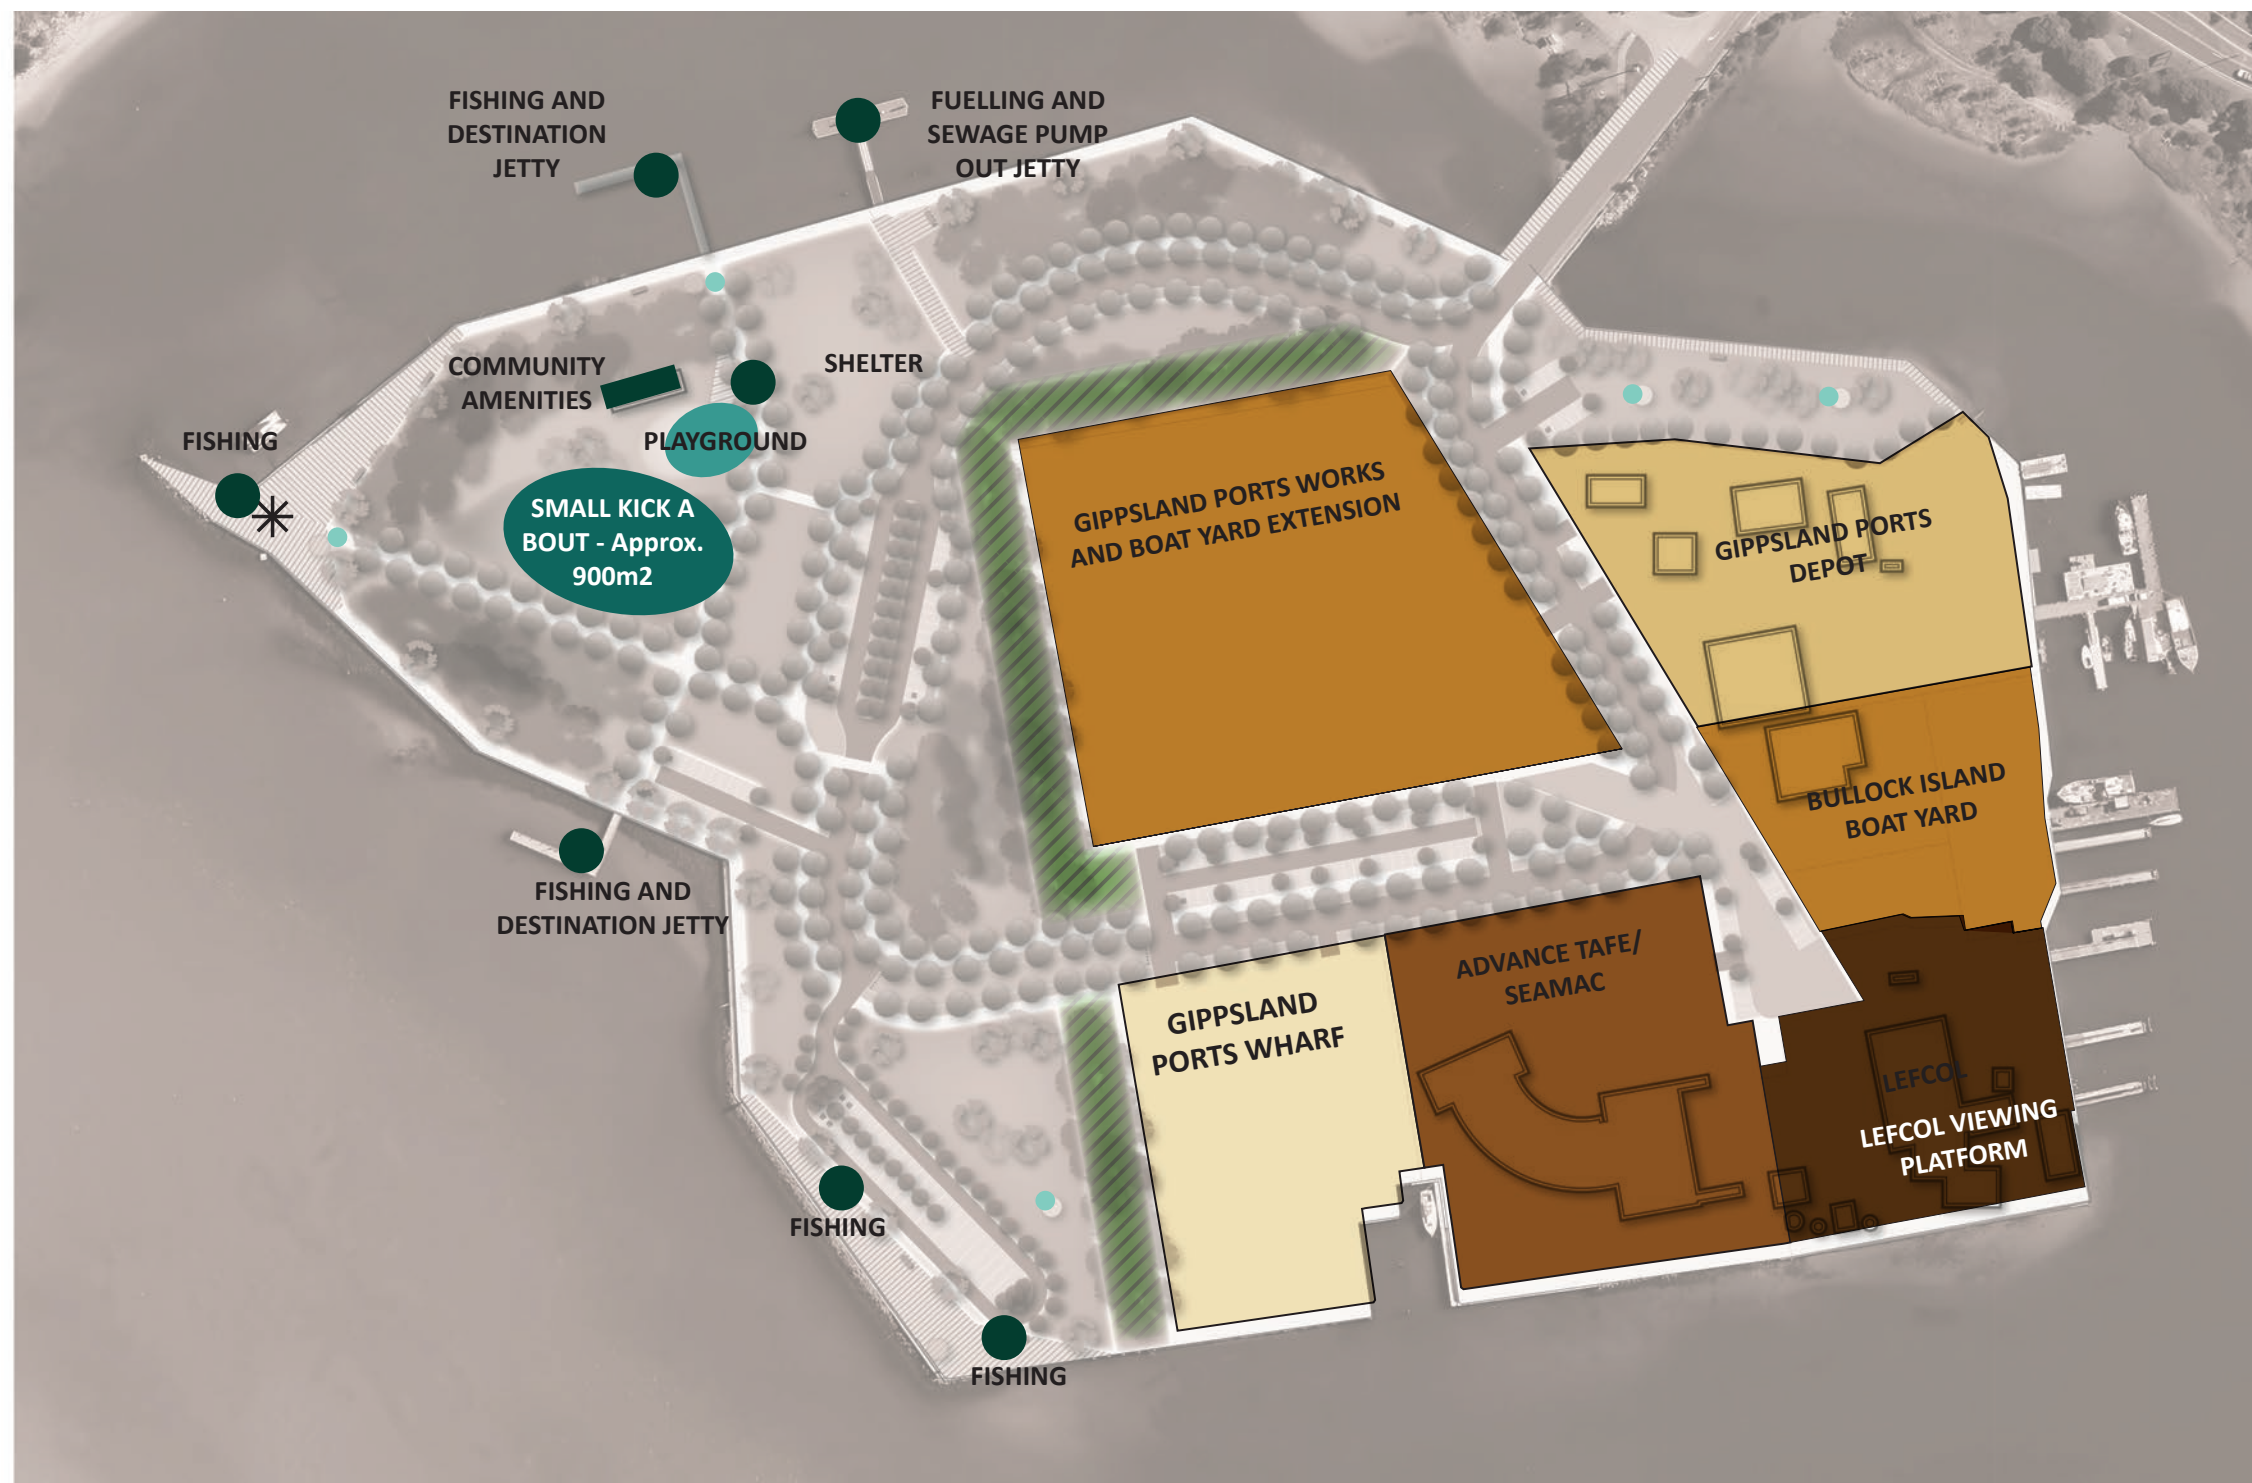 FISHING AND
DESTINATION
JETTY
FUELLING AND
SEWAGE PUMP
OUT JETTY
COMMUNITY
AMENITIES
SHELTER
FISHING
PLAYGROUND
SMALL KICK A
BOUT - Approx.
900m2
GIPPSLAND PORTS WORKS
AND BOAT YARD EXTENSION
GIPPSLAND PORTS
DEPOT
BULLOCK ISLAND
BOAT YARD
FISHING AND
DESTINATION JETTY
ADVANCE TAFE/
SEAMAC
GIPPSLAND
PORTS WHARF
LEFCOL
LEFCOL VIEWING
PLATFORM
FISHING
FISHING